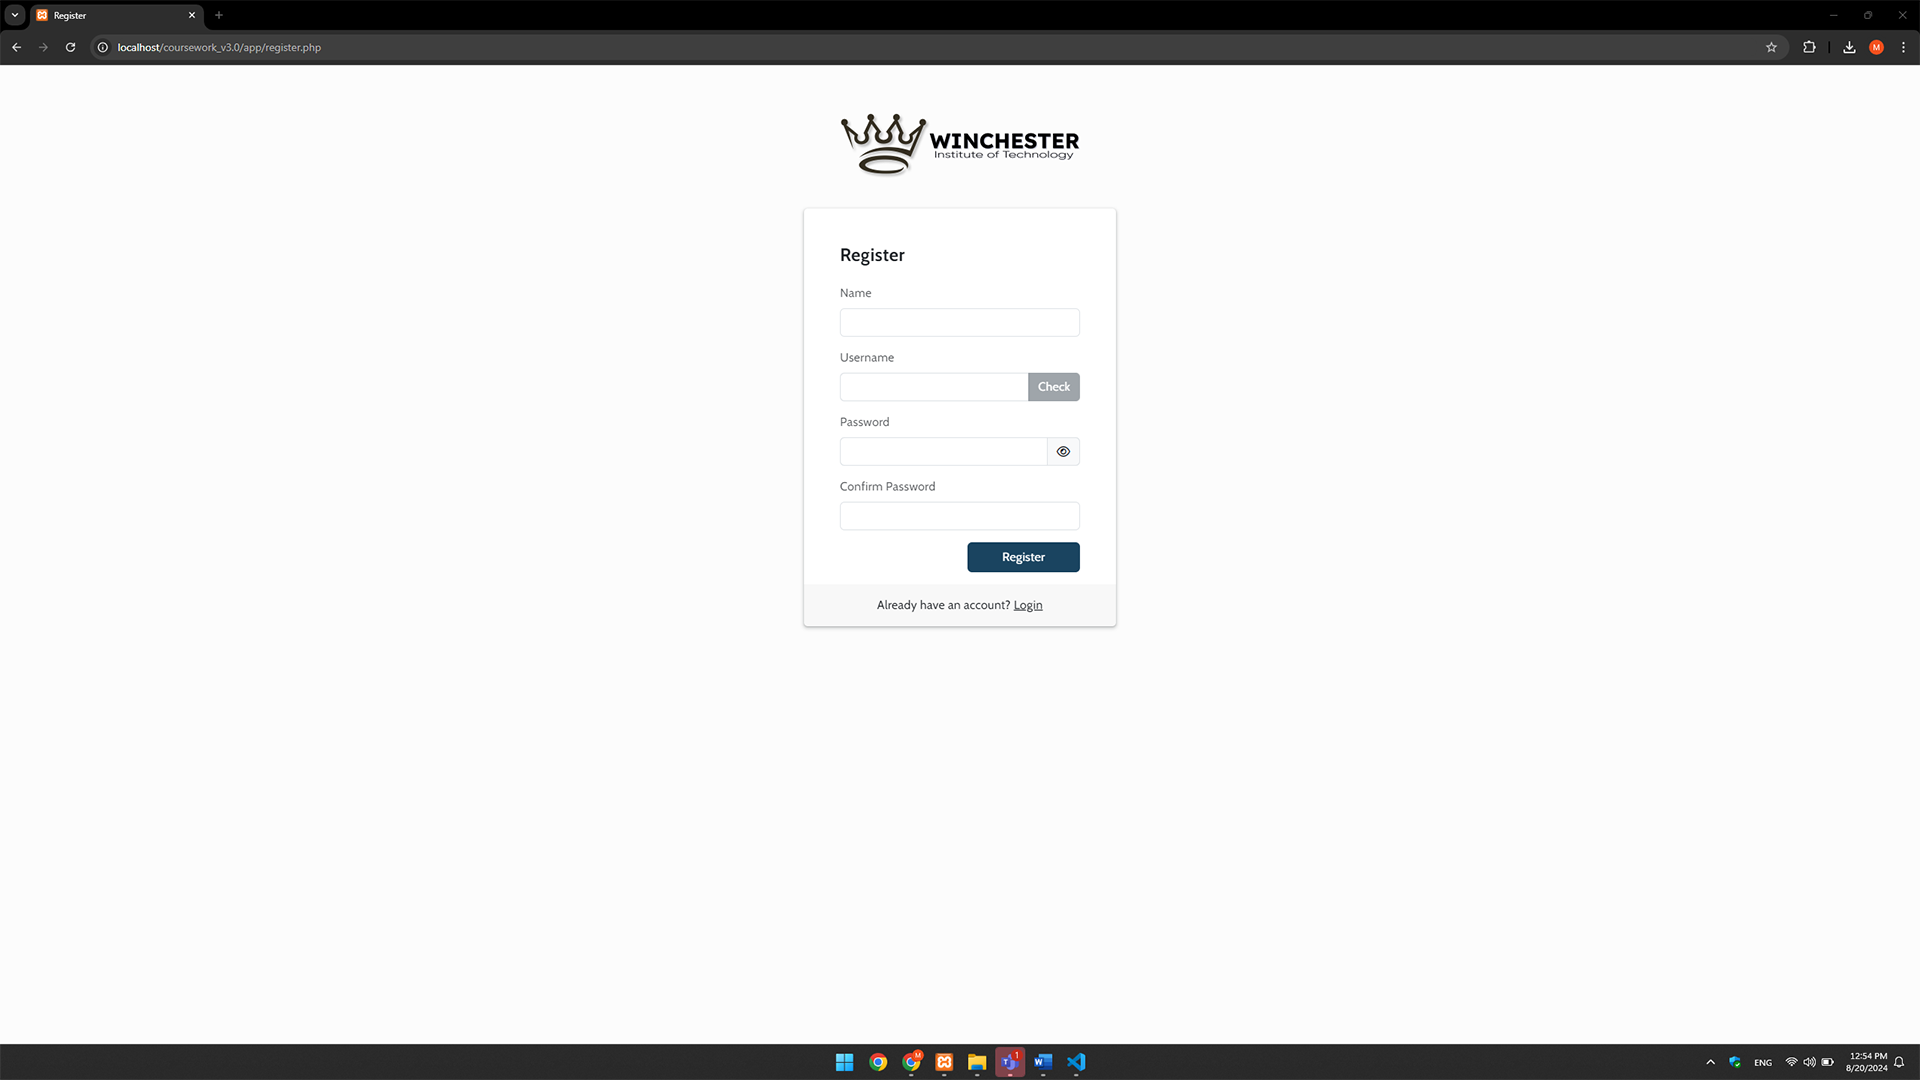 Register
localhost/coursework_v3.0/app/register.php
M
WINCHESTER
Institute of Technology
Register
Name
Username
Check
Password
Confirm Password
Register
Already have an account? Login
M
1
ENG
12:54 PM
8/20/2024